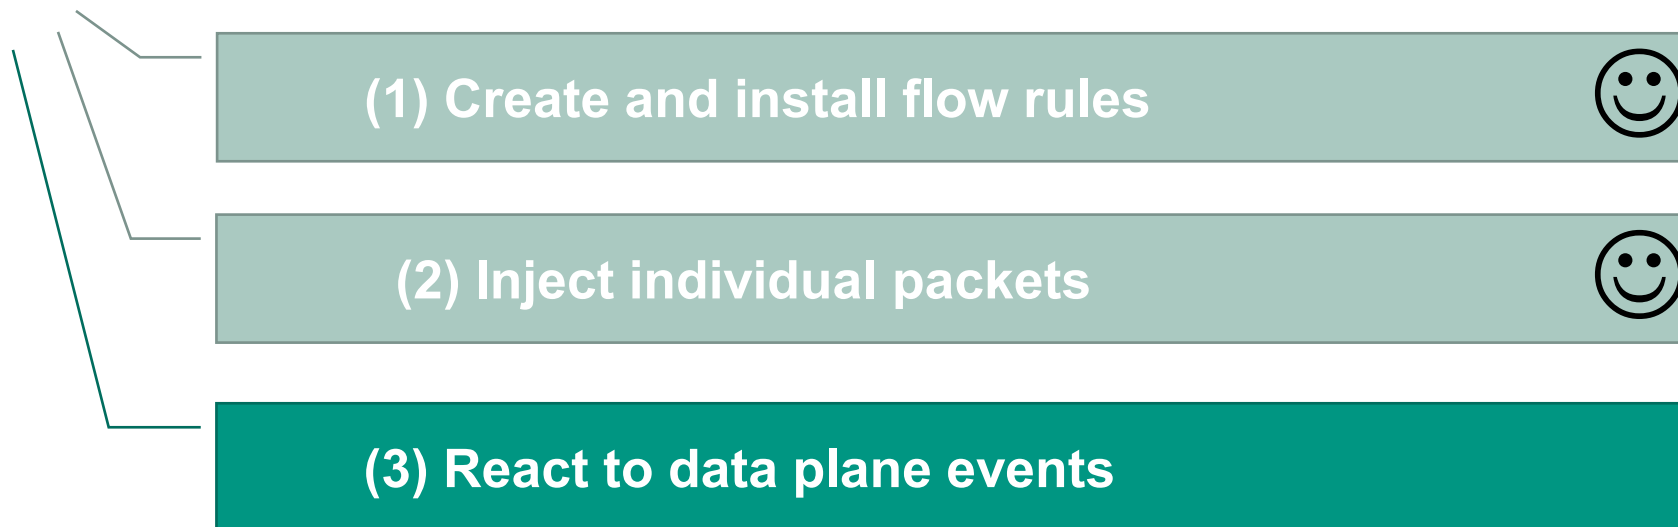 (1) Create and install flow rules
(2) Inject individual packets
(3) React to data plane events